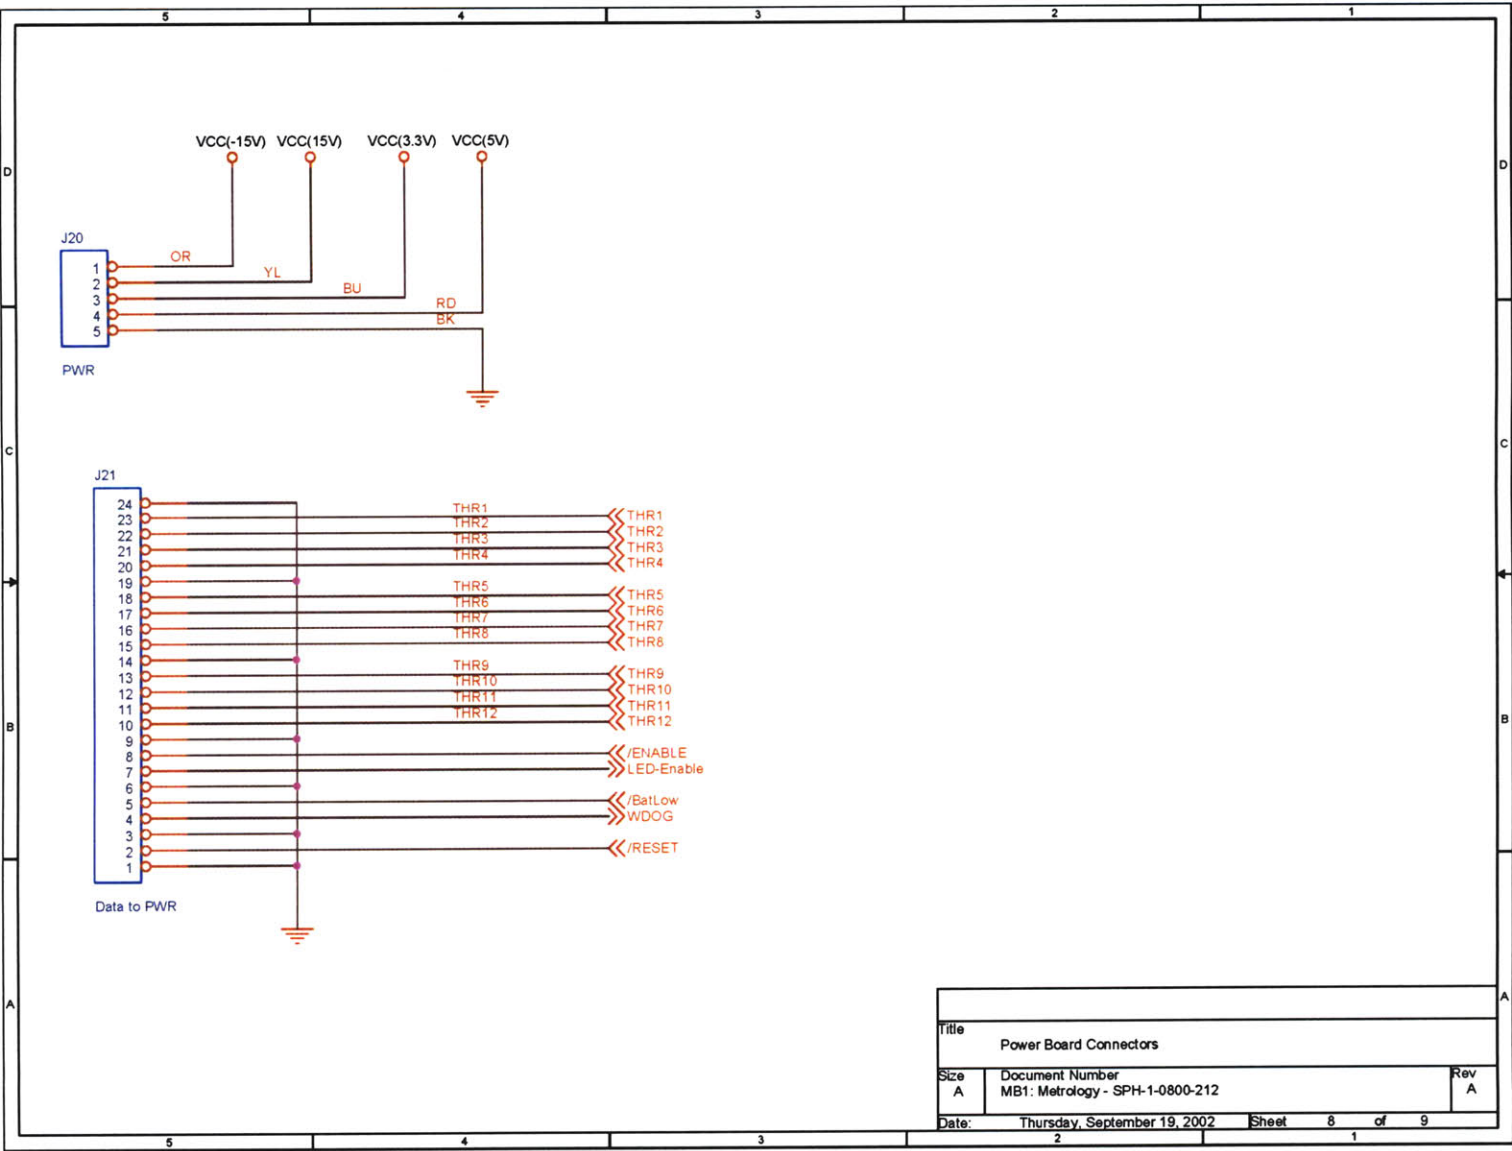 5 4 3 2 1
VCC(-15V) VCC(15V) VCC(3.3V) VCC(5V)
D D
J20
1 OR
2 YL
3 BU
4 RD
5 BK
PWR
C C
J21
24
23 THR1 THR1
22 THR2 THR2
21 THR3 THR3
20 THR4 THR4
19
18 THR5 THR5
17 THR6 THR6
16 THR7 THR7
15 THR8 THR8
14
13 THR9 THR9
12 THR10 THR10
11 THR11 THR11
10 THR12 THR12
B B
9
8 /ENABLE
7 LED-Enable
6
5 /BatLow
4 WDOG
3
2 /RESET
1
Data to PWR
A A
Title
Power Board Connectors
Size Document Number Rev
A MB1: Metrology - SPH-1-0800-212 A
Date: Thursday, September 19, 2002 Sheet 8 of 9
5 4 3 2 1